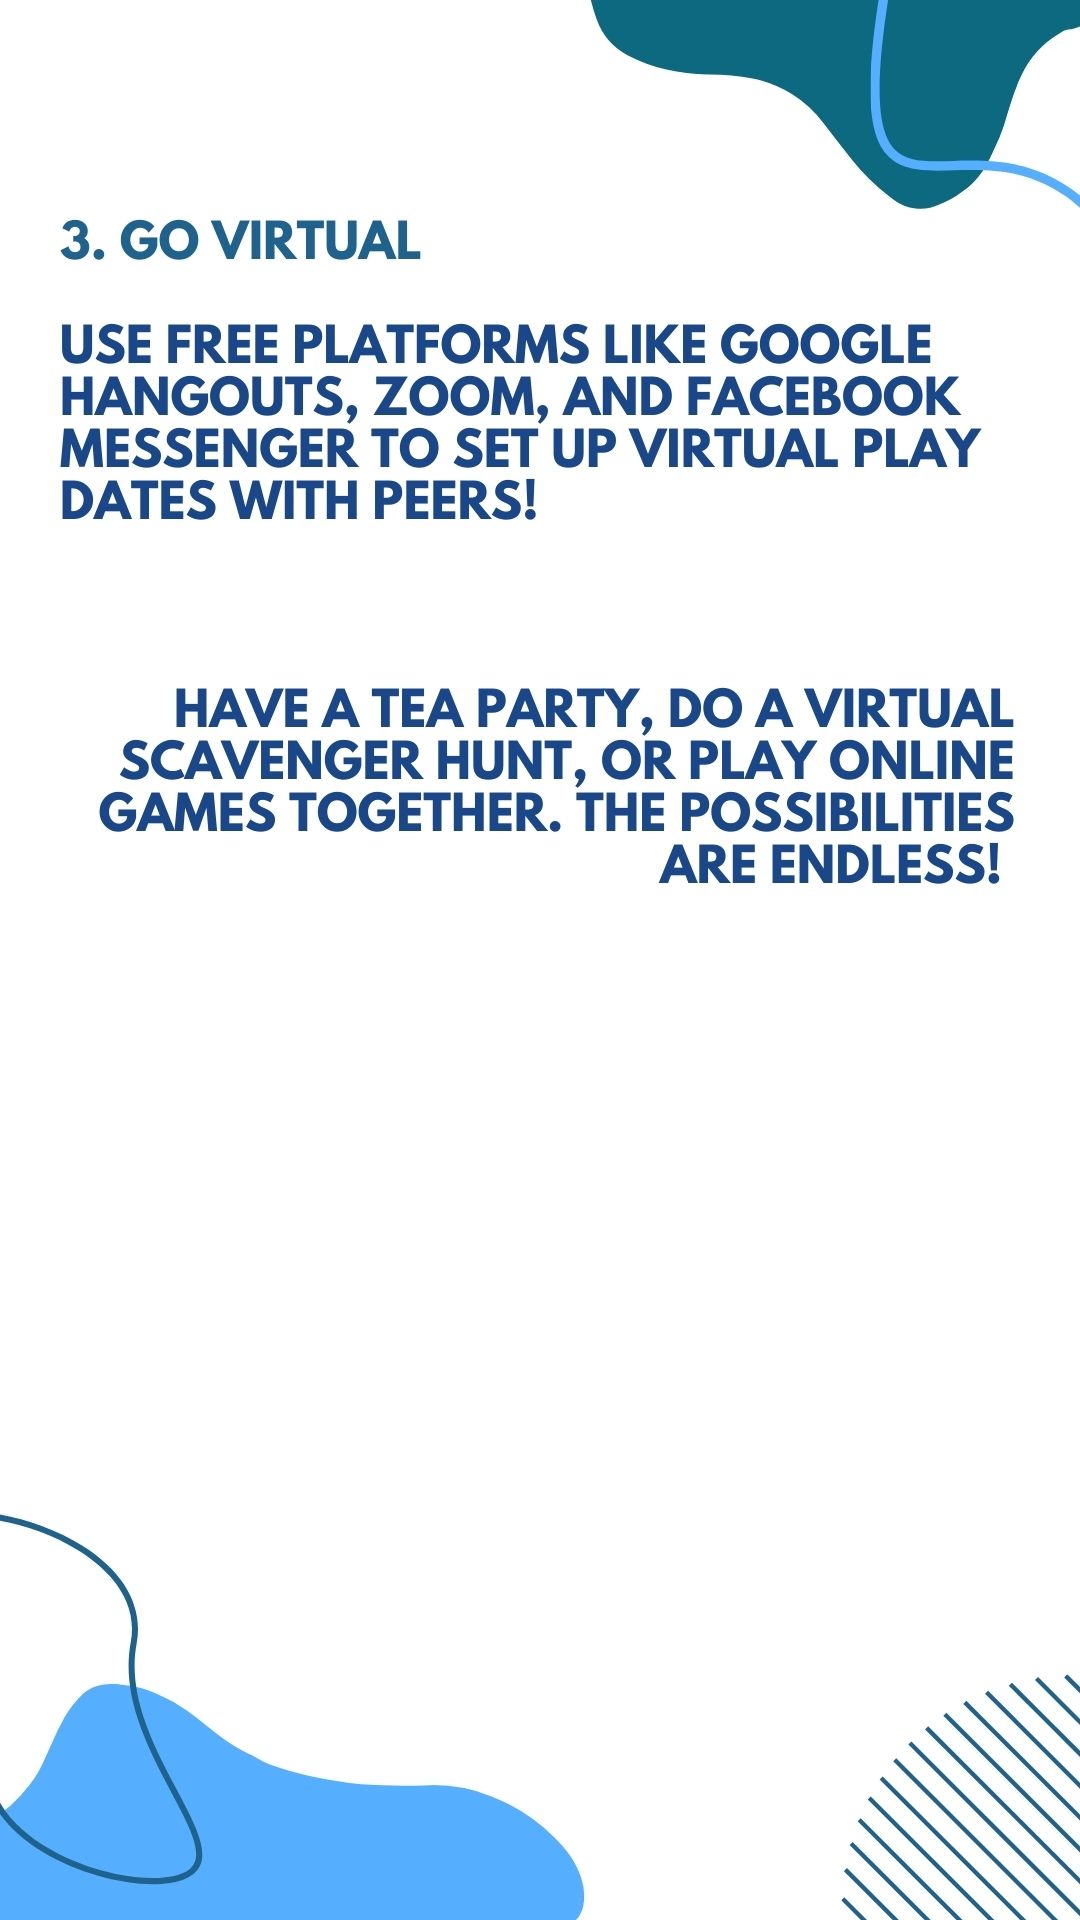 3. GO VIRTUAL
USE FREE PLATFORMS LIKE GOOGLE
HANGOUTS, ZOOM, AND FACEBOOK
MESSENGER TO SET UP VIRTUAL PLAY
DATES WITH PEERS!
HAVE A TEA PARTY, DO A VIRTUAL
SCAVENGER HUNT, OR PLAY ONLINE
GAMES TOGETHER. THE POSSIBILITIES
ARE ENDLESS!